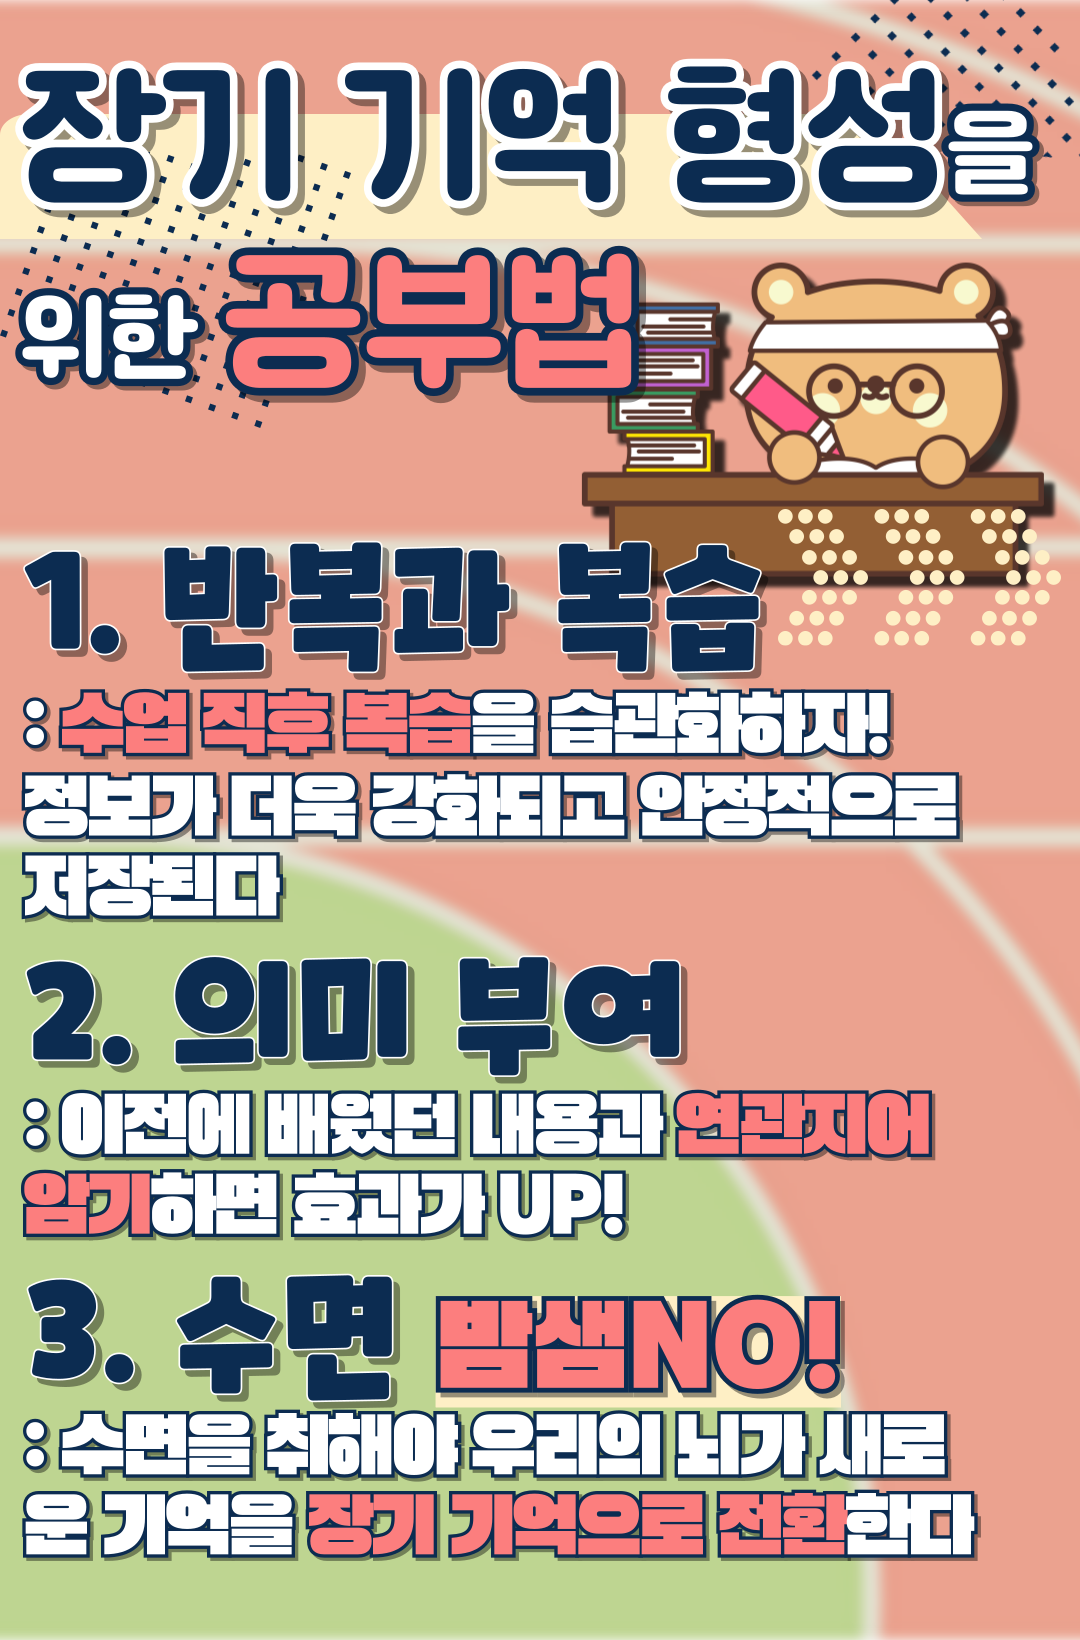 장기 기억 형성을
위한 공부법
1. 반복과 복습
: 수업 직후 복습을 습관화하자!
정보가 더욱 강화되고 안정적으로
저장된다
2. 의미 부여
: 이전에 배웠던 내용과 연관지어
암기하면 효과가 UP!
3. 수면 밤샘NO!
: 수면을 취해야 우리의 뇌가 새로
운 기억을 장기 기억으로 전환한다